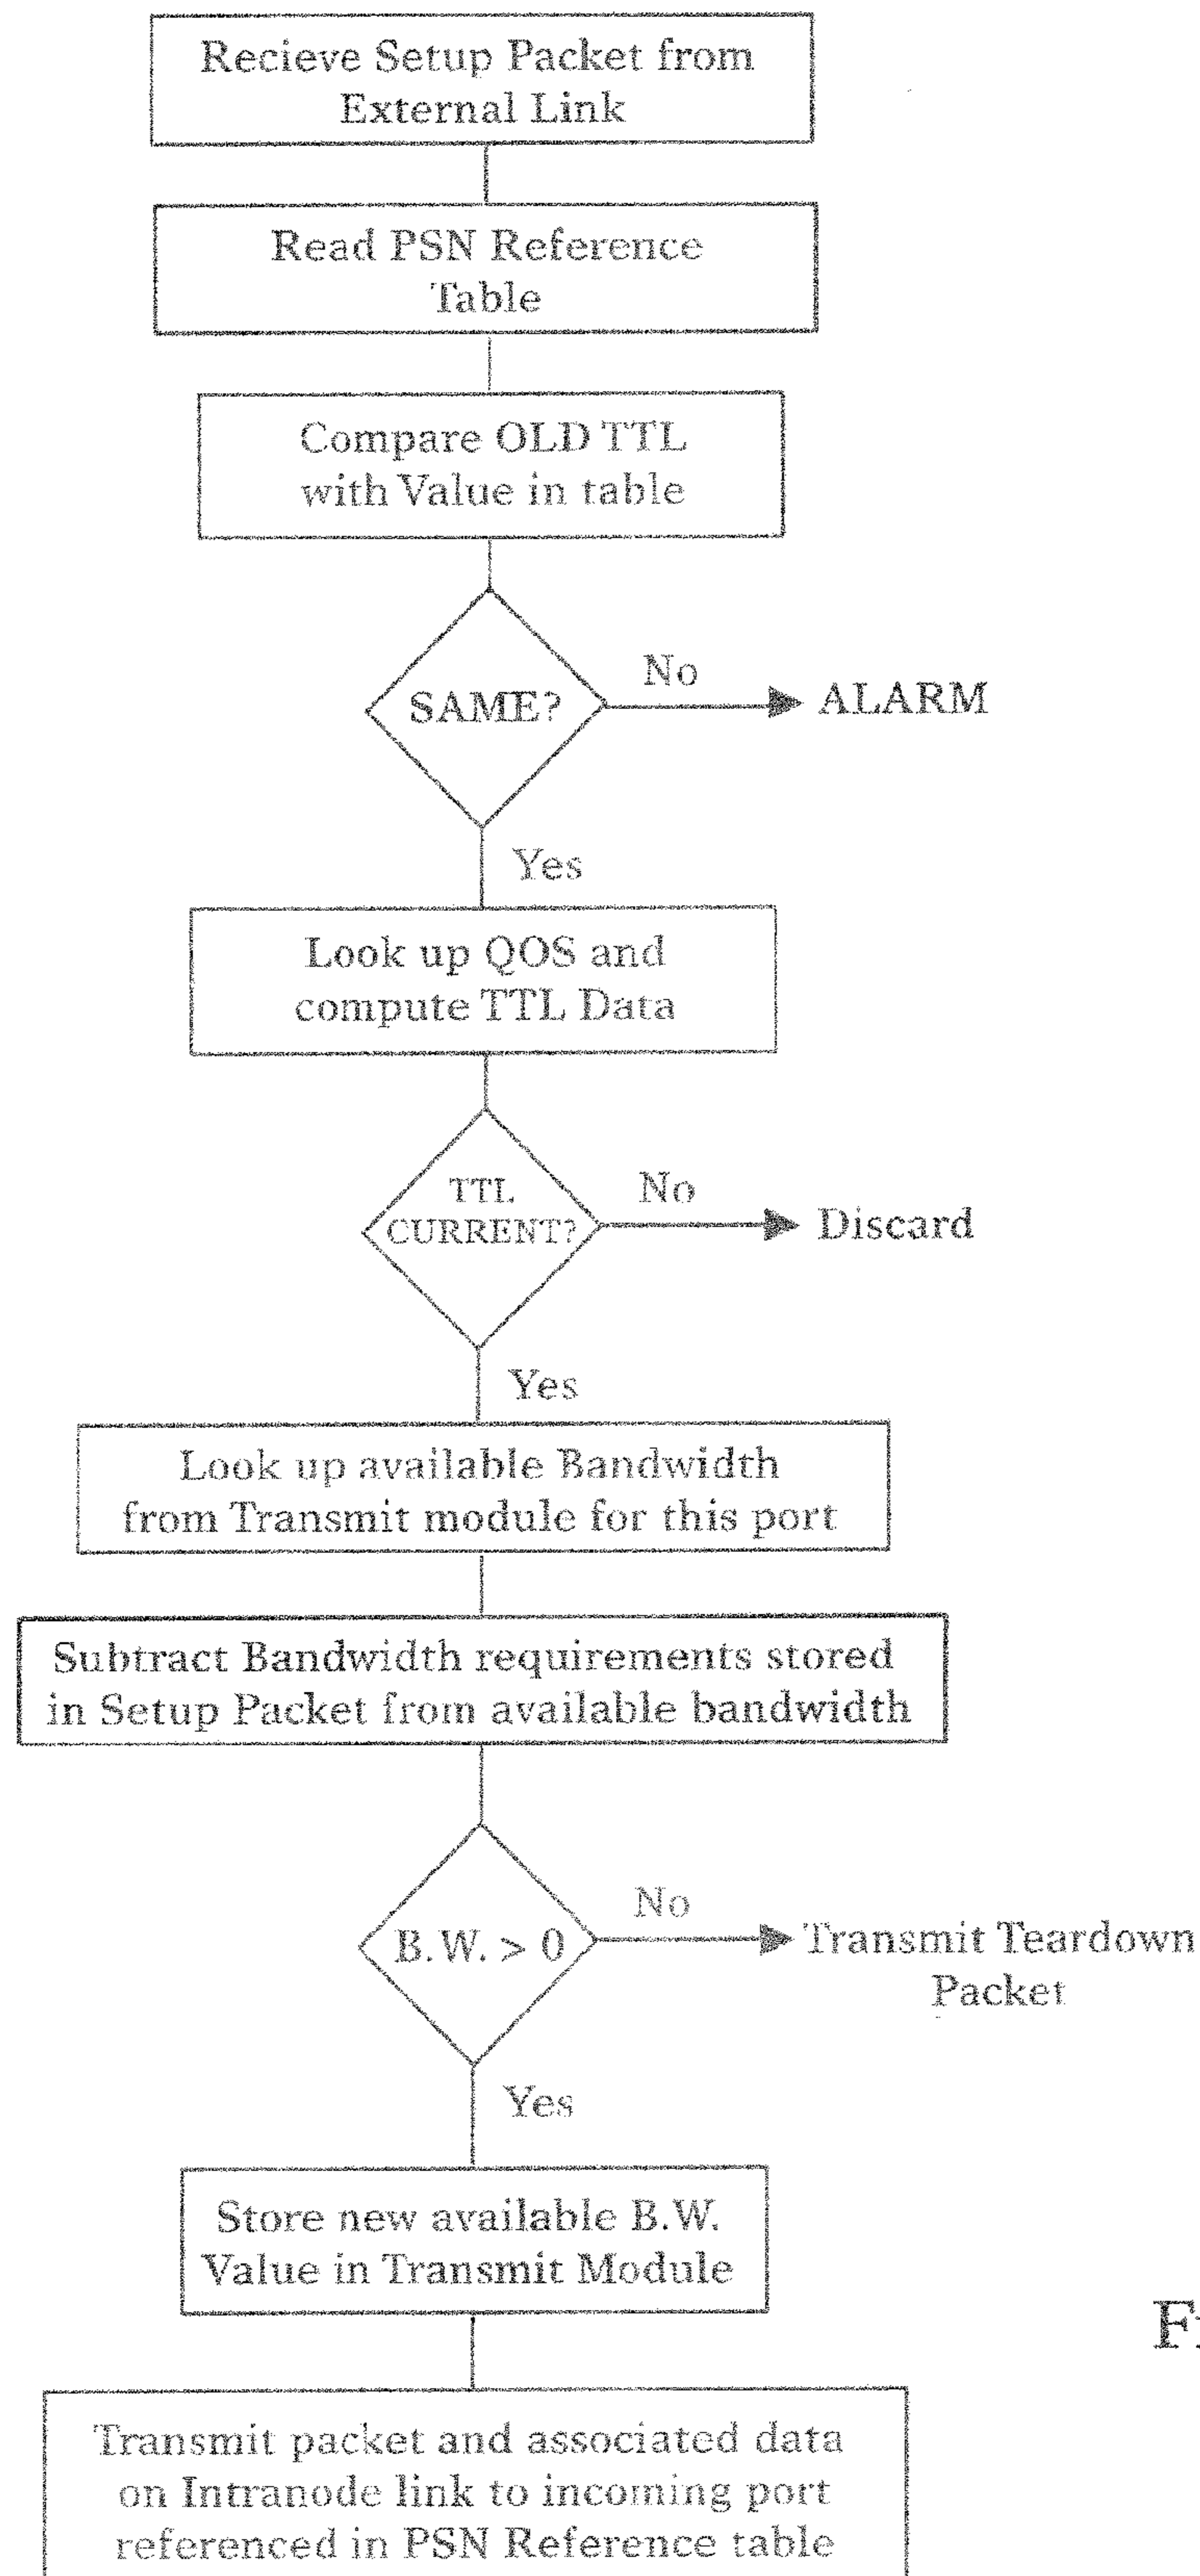 Recieve Setup Packet from
External Link
Read PSN Reference
Table
Compare OLD TTL
with Value in table
SAME?
No
ALARM
Yes
Look up QOS and
compute TTL Data
TTL
CURRENT?
No
Discard
Yes
Look up available Bandwidth
from Transmit module for this port
Subtract Bandwidth requirements stored
in Setup Packet from available bandwidth
B.W. > 0
No
Transmit Teardown
Packet
Yes
Store new available B.W.
Value in Transmit Module
Transmit packet and associated data
on Intranode link to incoming port
referenced in PSN Reference table